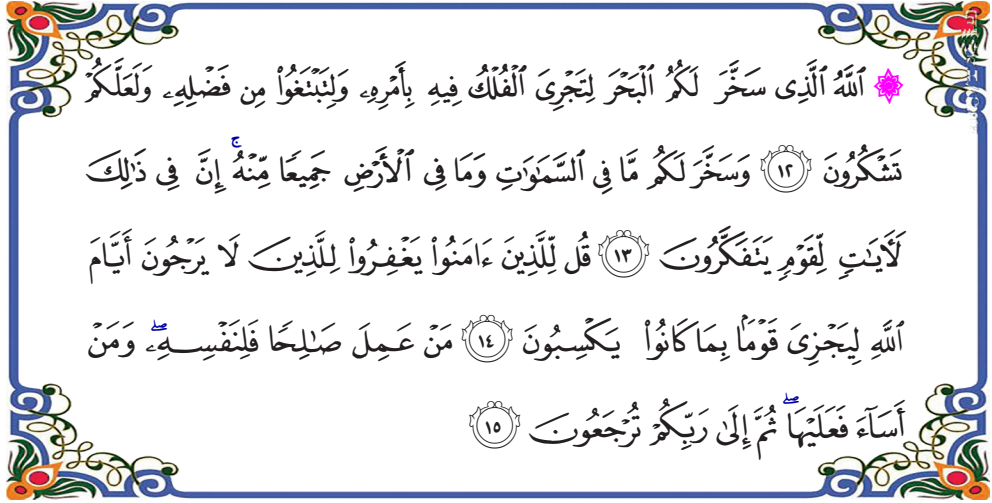 ۞ ٱللَّهُ ٱلَّذِى سَخَّرَ لَكُمُ ٱلْبَحْرَ لِتَجْرِىَ ٱلْفُلْكُ فِيهِ بِأَمْرِهِۦ وَلِتَبْتَغُوا۟ مِن فَضْلِهِۦ وَلَعَلَّكُمْ
تَشْكُرُونَ ١٢ وَسَخَّرَ لَكُم مَّا فِى ٱلسَّمَـٰوَٰتِ وَمَا فِى ٱلْأَرْضِ جَمِيعًا مِّنْهُ ۚ إِنَّ فِى ذَٰلِكَ
لَـَٔايَـٰتٍ لِّقَوْمٍ يَتَفَكَّرُونَ ١٣ قُل لِّلَّذِينَ ءَامَنُوا۟ يَغْفِرُوا۟ لِلَّذِينَ لَا يَرْجُونَ أَيَّامَ
ٱللَّهِ لِيَجْزِىَ قَوْمًۢا بِمَا كَانُوا۟ يَكْسِبُونَ ١٤ مَنْ عَمِلَ صَـٰلِحًا فَلِنَفْسِهِۦ ۖ وَمَنْ
أَسَآءَ فَعَلَيْهَا ۖ ثُمَّ إِلَىٰ رَبِّكُمْ تُرْجَعُونَ ١٥